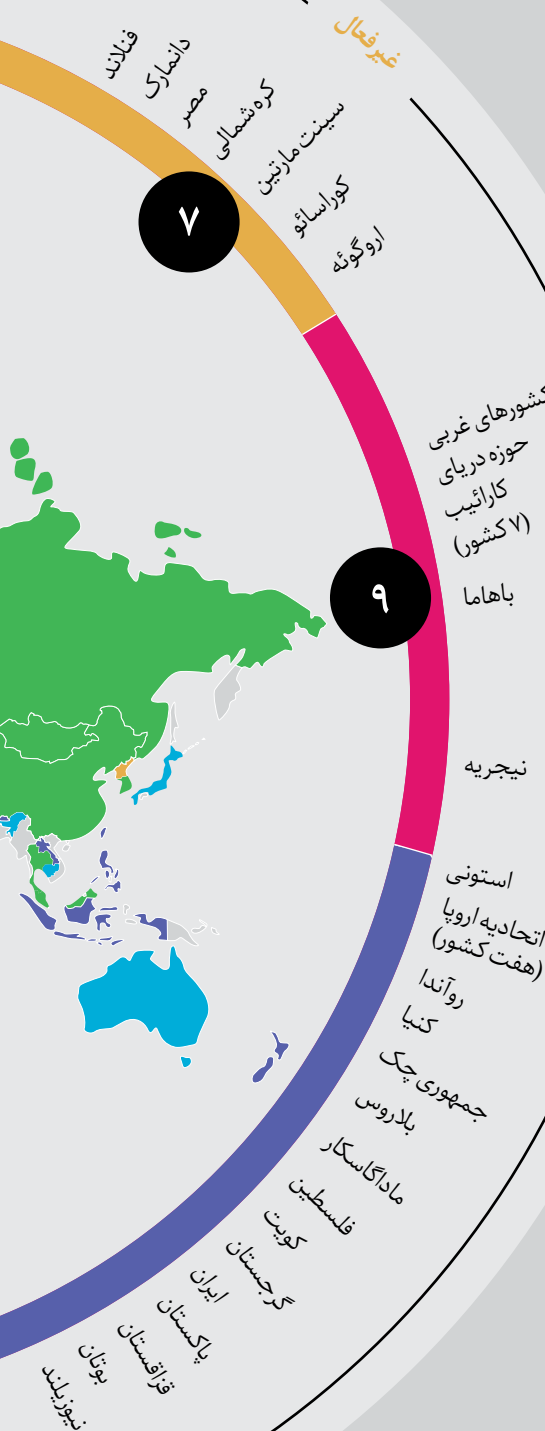 غیرفعال
فنلاند
دانمارک
مصر
کره شمالی
سینت مارتین
کوراسائو
اروگوئه
۷
کشورهای غربی
حوزه دریای
کارائیب
(۷ کشور)
باهاما
۹
نیجریه
استونی
اتحادیه اروپا
(هفت کشور)
روآندا
کنیا
جمهوری چک
بلاروس
ماداگاسکار
فلسطین
کویت
گرجستان
ایران
پاکستان
قزاقستان
بوتان
نیوزیلند